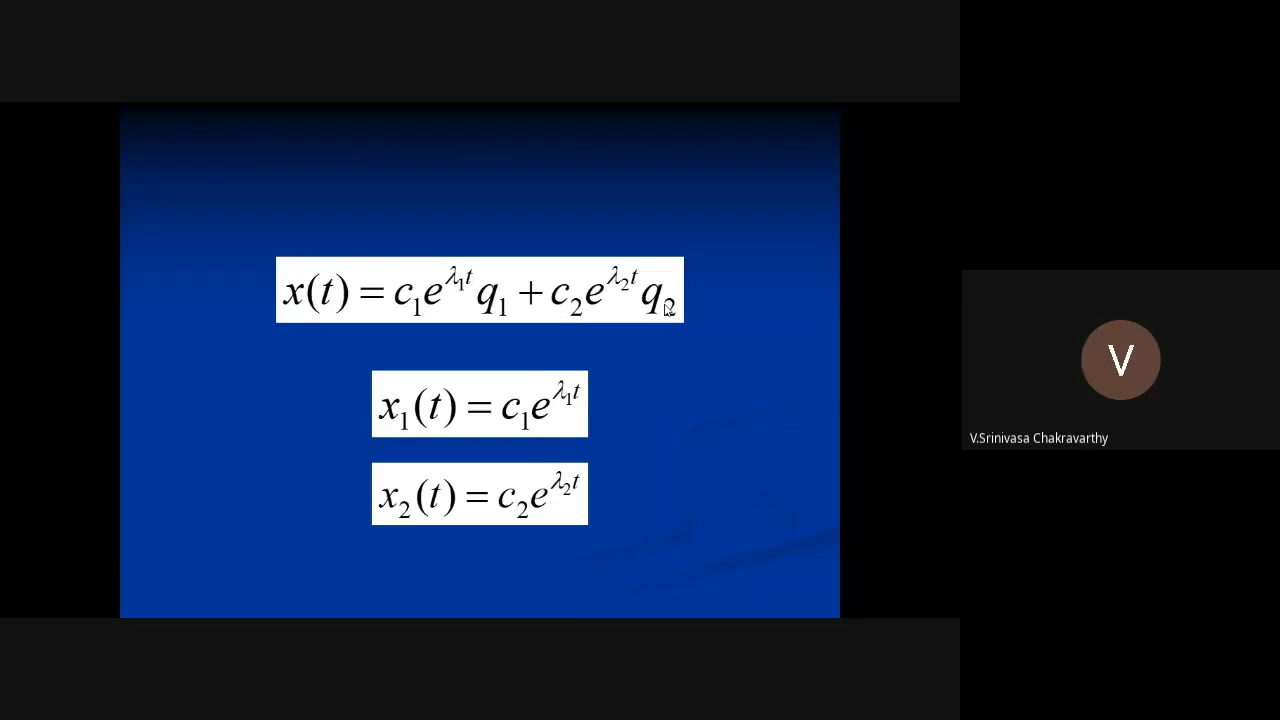 x(t) = c₁e^{λ₁t} q₁ + c₂e^{λ₂t} q₂
x₁(t) = c₁e^{λ₁t}
x₂(t) = c₂e^{λ₂t}
V
V.Srinivasa Chakravarthy